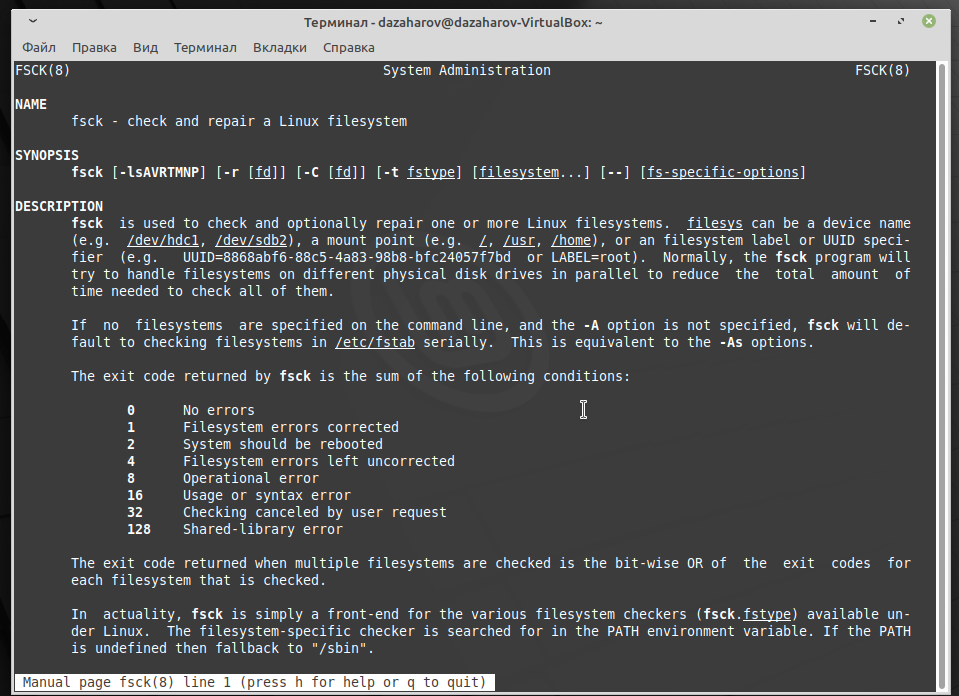 Терминал - dazaharov@dazaharov-VirtualBox: ~
Файл Правка Вид Терминал Вкладки Справка
FSCK(8) System Administration FSCK(8)
NAME
fsck - check and repair a Linux filesystem
SYNOPSIS
fsck [-lsAVRTMNP] [-r [fd]] [-C [fd]] [-t fstype] [filesystem...] [--] [fs-specific-options]
DESCRIPTION
fsck is used to check and optionally repair one or more Linux filesystems. filesys can be a device name
(e.g. /dev/hdc1, /dev/sdb2), a mount point (e.g. /, /usr, /home), or an filesystem label or UUID speci-
fier (e.g. UUID=8868abf6-88c5-4a83-98b8-bfc24057f7bd or LABEL=root). Normally, the fsck program will
try to handle filesystems on different physical disk drives in parallel to reduce the total amount of
time needed to check all of them.
If no filesystems are specified on the command line, and the -A option is not specified, fsck will de-
fault to checking filesystems in /etc/fstab serially. This is equivalent to the -As options.
The exit code returned by fsck is the sum of the following conditions:
0 No errors
1 Filesystem errors corrected
2 System should be rebooted
4 Filesystem errors left uncorrected
8 Operational error
16 Usage or syntax error
32 Checking canceled by user request
128 Shared-library error
The exit code returned when multiple filesystems are checked is the bit-wise OR of the exit codes for
each filesystem that is checked.
In actuality, fsck is simply a front-end for the various filesystem checkers (fsck.fstype) available un-
der Linux. The filesystem-specific checker is searched for in the PATH environment variable. If the PATH
is undefined then fallback to "/sbin".
Manual page fsck(8) line 1 (press h for help or q to quit)